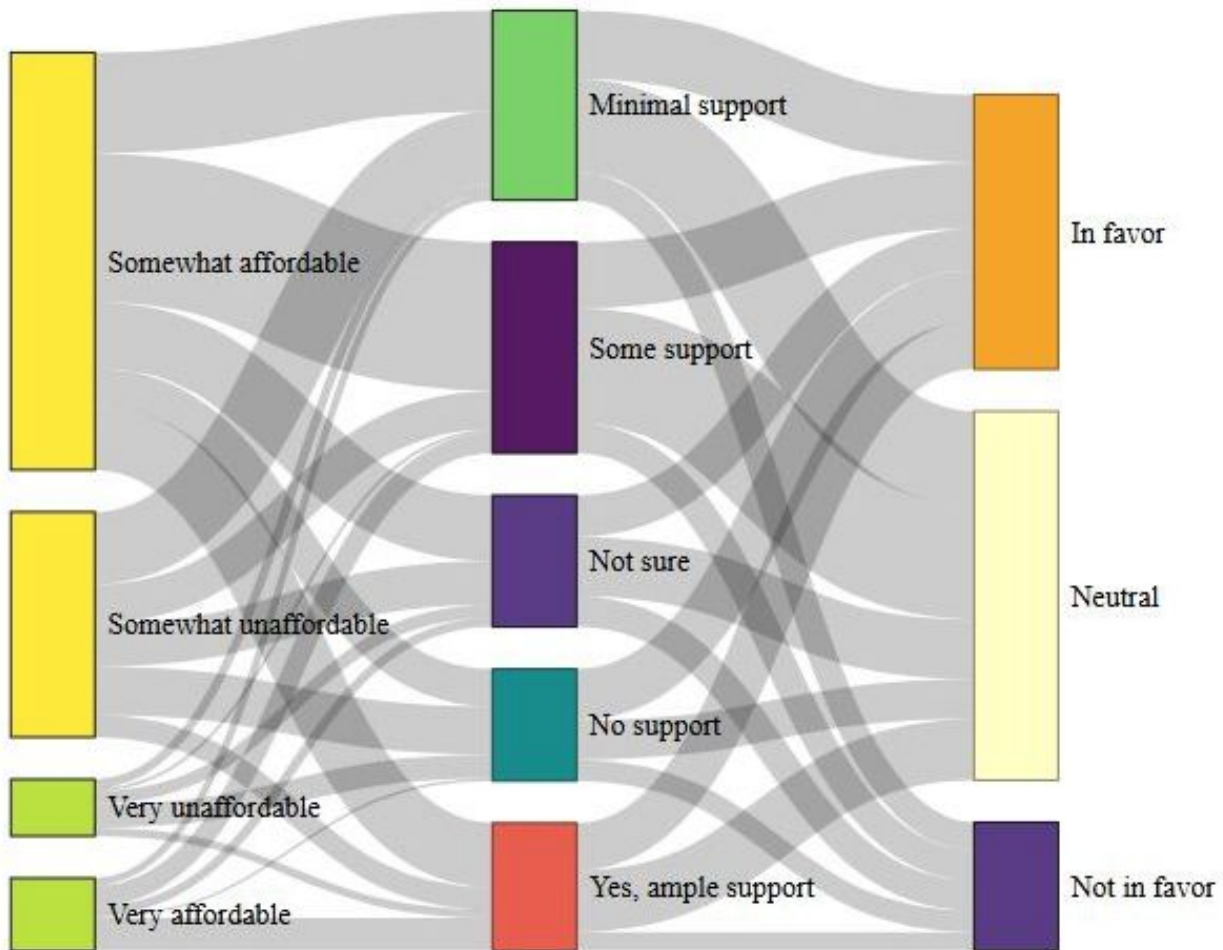 Somewhat affordable
Somewhat unaffordable
Very unaffordable
Very affordable
Minimal support
Some support
Not sure
No support
Yes, ample support
In favor
Neutral
Not in favor